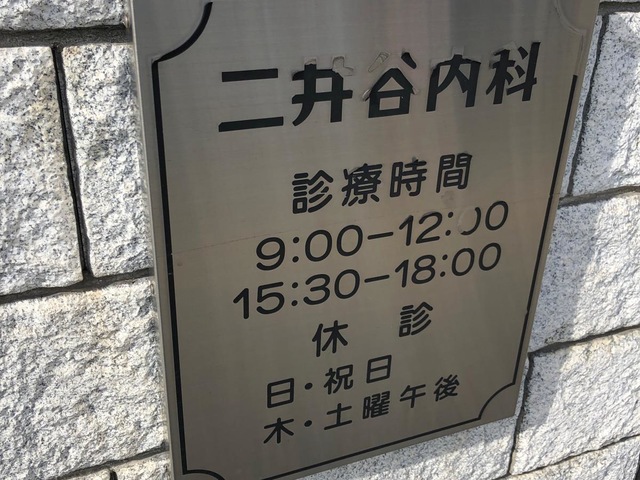 二井谷内科
診療時間
9:00－12:00
15:30－18:00
休診
日・祝日
木・土曜午後